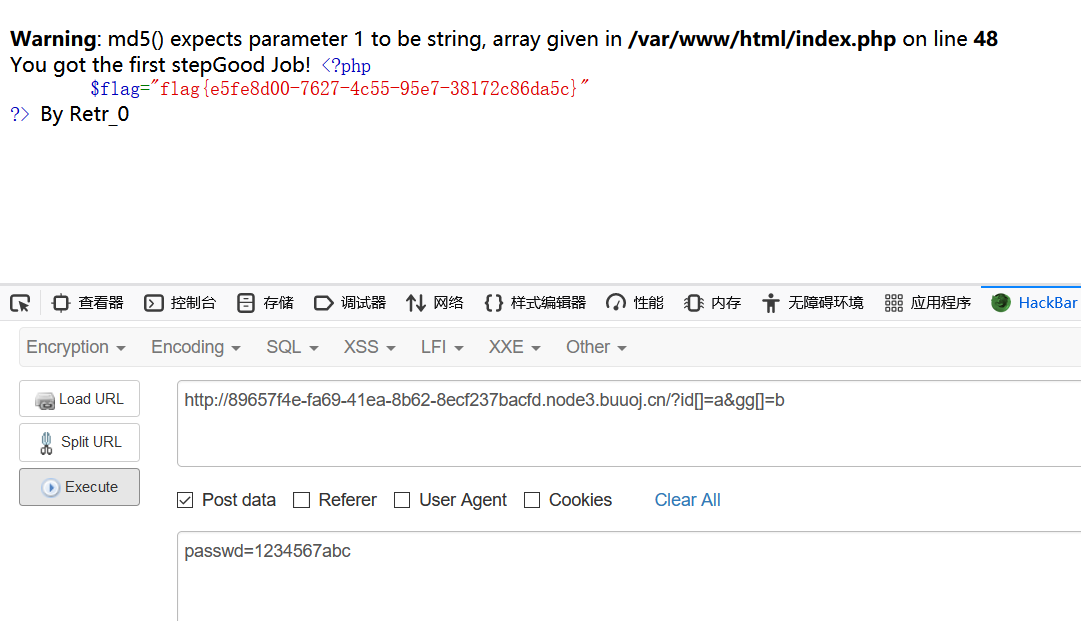 Warning: md5() expects parameter 1 to be string, array given in /var/www/html/index.php on line 48
You got the first stepGood Job! <?php
$flag="flag{e5fe8d00-7627-4c55-95e7-38172c86da5c}"
?> By Retr_0
查看器 控制台 存储 调试器 网络 样式编辑器 性能 内存 无障碍环境 应用程序 HackBar
Encryption Encoding SQL XSS LFI XXE Other
Load URL
http://89657f4e-fa69-41ea-8b62-8ecf237bacfd.node3.buuoj.cn/?id[]=a&gg[]=b
Split URL
Execute
Post data Referer User Agent Cookies Clear All
passwd=1234567abc